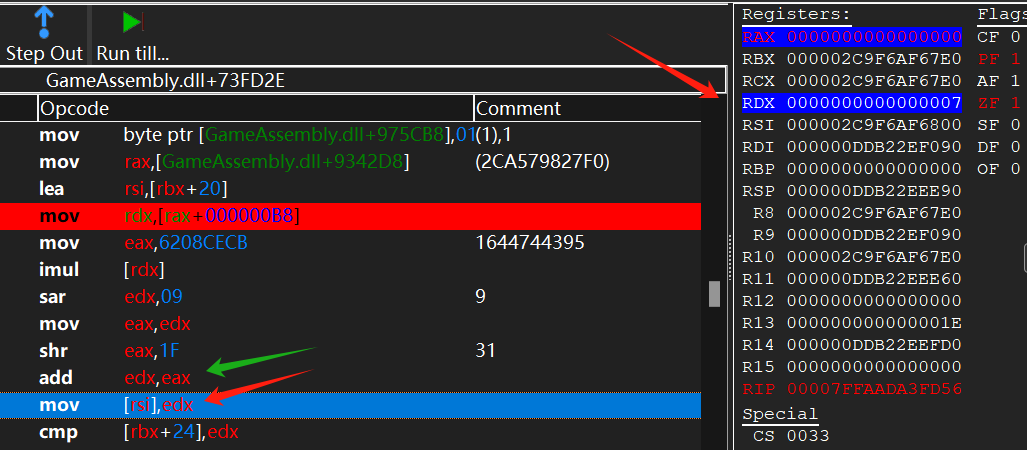 Step Out Run till...
GameAssembly.dll+73FD2E
Opcode Comment
mov byte ptr [GameAssembly.dll+975CB8],01 (1),1
mov rax,[GameAssembly.dll+9342D8] (2CA579827F0)
lea rsi,[rbx+20]
mov rdx,[rax+000000B8]
mov eax,6208CECB 1644744395
imul [rdx]
sar edx,09 9
mov eax,edx
shr eax,1F 31
add edx,eax
mov [rsi],edx
cmp [rbx+24],edx
Registers: Flags
RAX 0000000000000000 CF 0
RBX 000002C9F6AF67E0 PF 1
RCX 000002C9F6AF67E0 AF 1
RDX 0000000000000007 ZF 1
RSI 000002C9F6AF6800 SF 0
RDI 000000DDB22EF090 DF 0
RBP 0000000000000000 OF 0
RSP 000000DDB22EEE90
R8 000002C9F6AF67E0
R9 000000DDB22EF090
R10 000002C9F6AF67E0
R11 000000DDB22EEE60
R12 0000000000000000
R13 000000000000001E
R14 000000DDB22EEFD0
R15 0000000000000000
RIP 00007FFAADA3FD56
Special
CS 0033